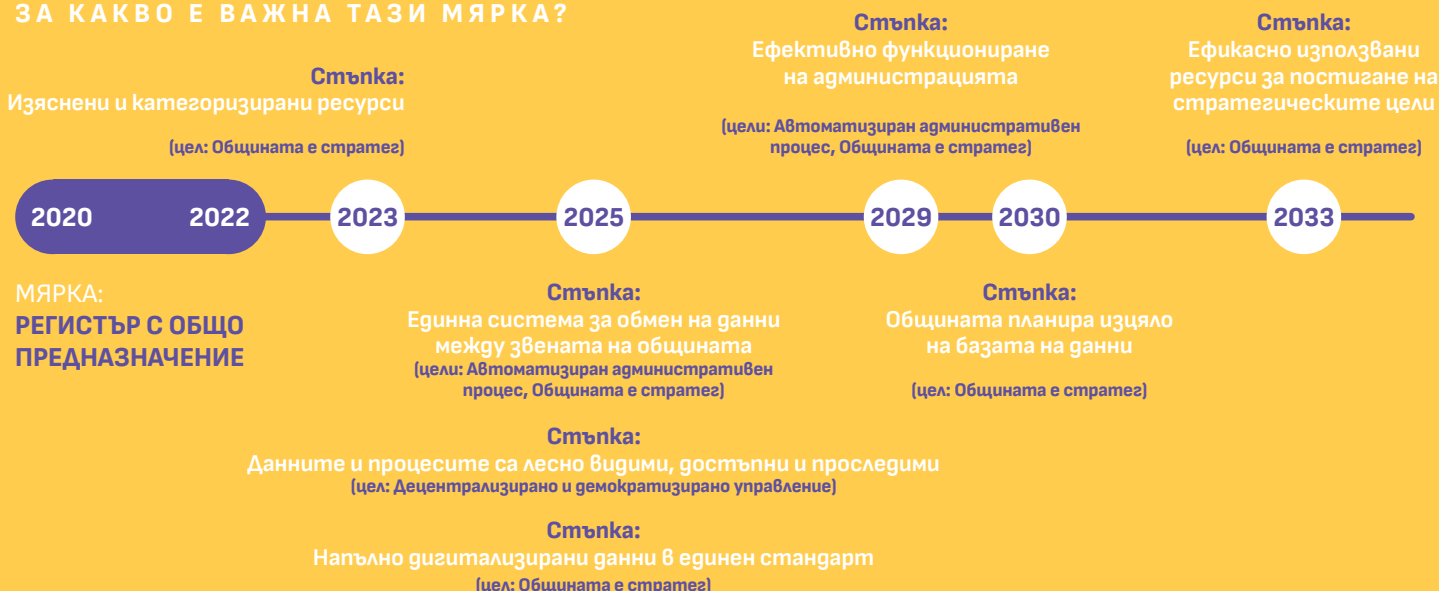 ЗА КАКВО Е ВАЖНА ТАЗИ МЯРКА?
Стъпка:
Изяснени и категоризирани ресурси
(цел: Общината е стратег)
Стъпка:
Ефективно функциониране
на администрацията
(цели: Автоматизиран административен
процес, Общината е стратег)
Стъпка:
Ефикасно използвани
ресурси за постигане на
стратегическите цели
(цел: Общината е стратег)
2020 2022 2023 2025 2029 2030 2033
МЯРКА:
РЕГИСТЪР С ОБЩО
ПРЕДНАЗНАЧЕНИЕ
Стъпка:
Единна система за обмен на данни
между звената на общината
(цели: Автоматизиран административен
процес, Общината е стратег)
Стъпка:
Данните и процесите са лесно видими, достъпни и проследими
(цел: Децентрализирано и демократизирано управление)
Стъпка:
Напълно дигитализирани данни в единен стандарт
(цел: Общината е стратег)
Стъпка:
Общината планира изцяло
на базата на данни
(цел: Общината е стратег)